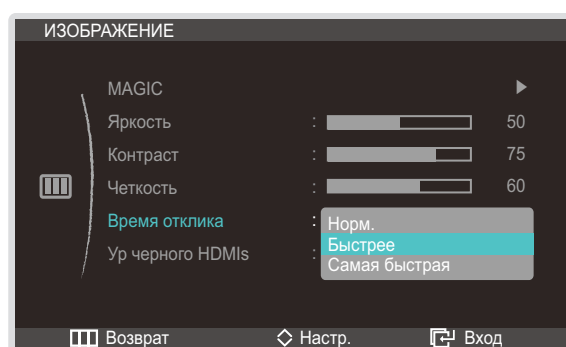 ИЗОБРАЖЕНИЕ
MAGIC
Яркость : 50
Контраст : 75
Четкость : 60
Время отклика : Норм.
Быстрее
Ур черного HDMIs : Самая быстрая
Возврат Настр. Вход